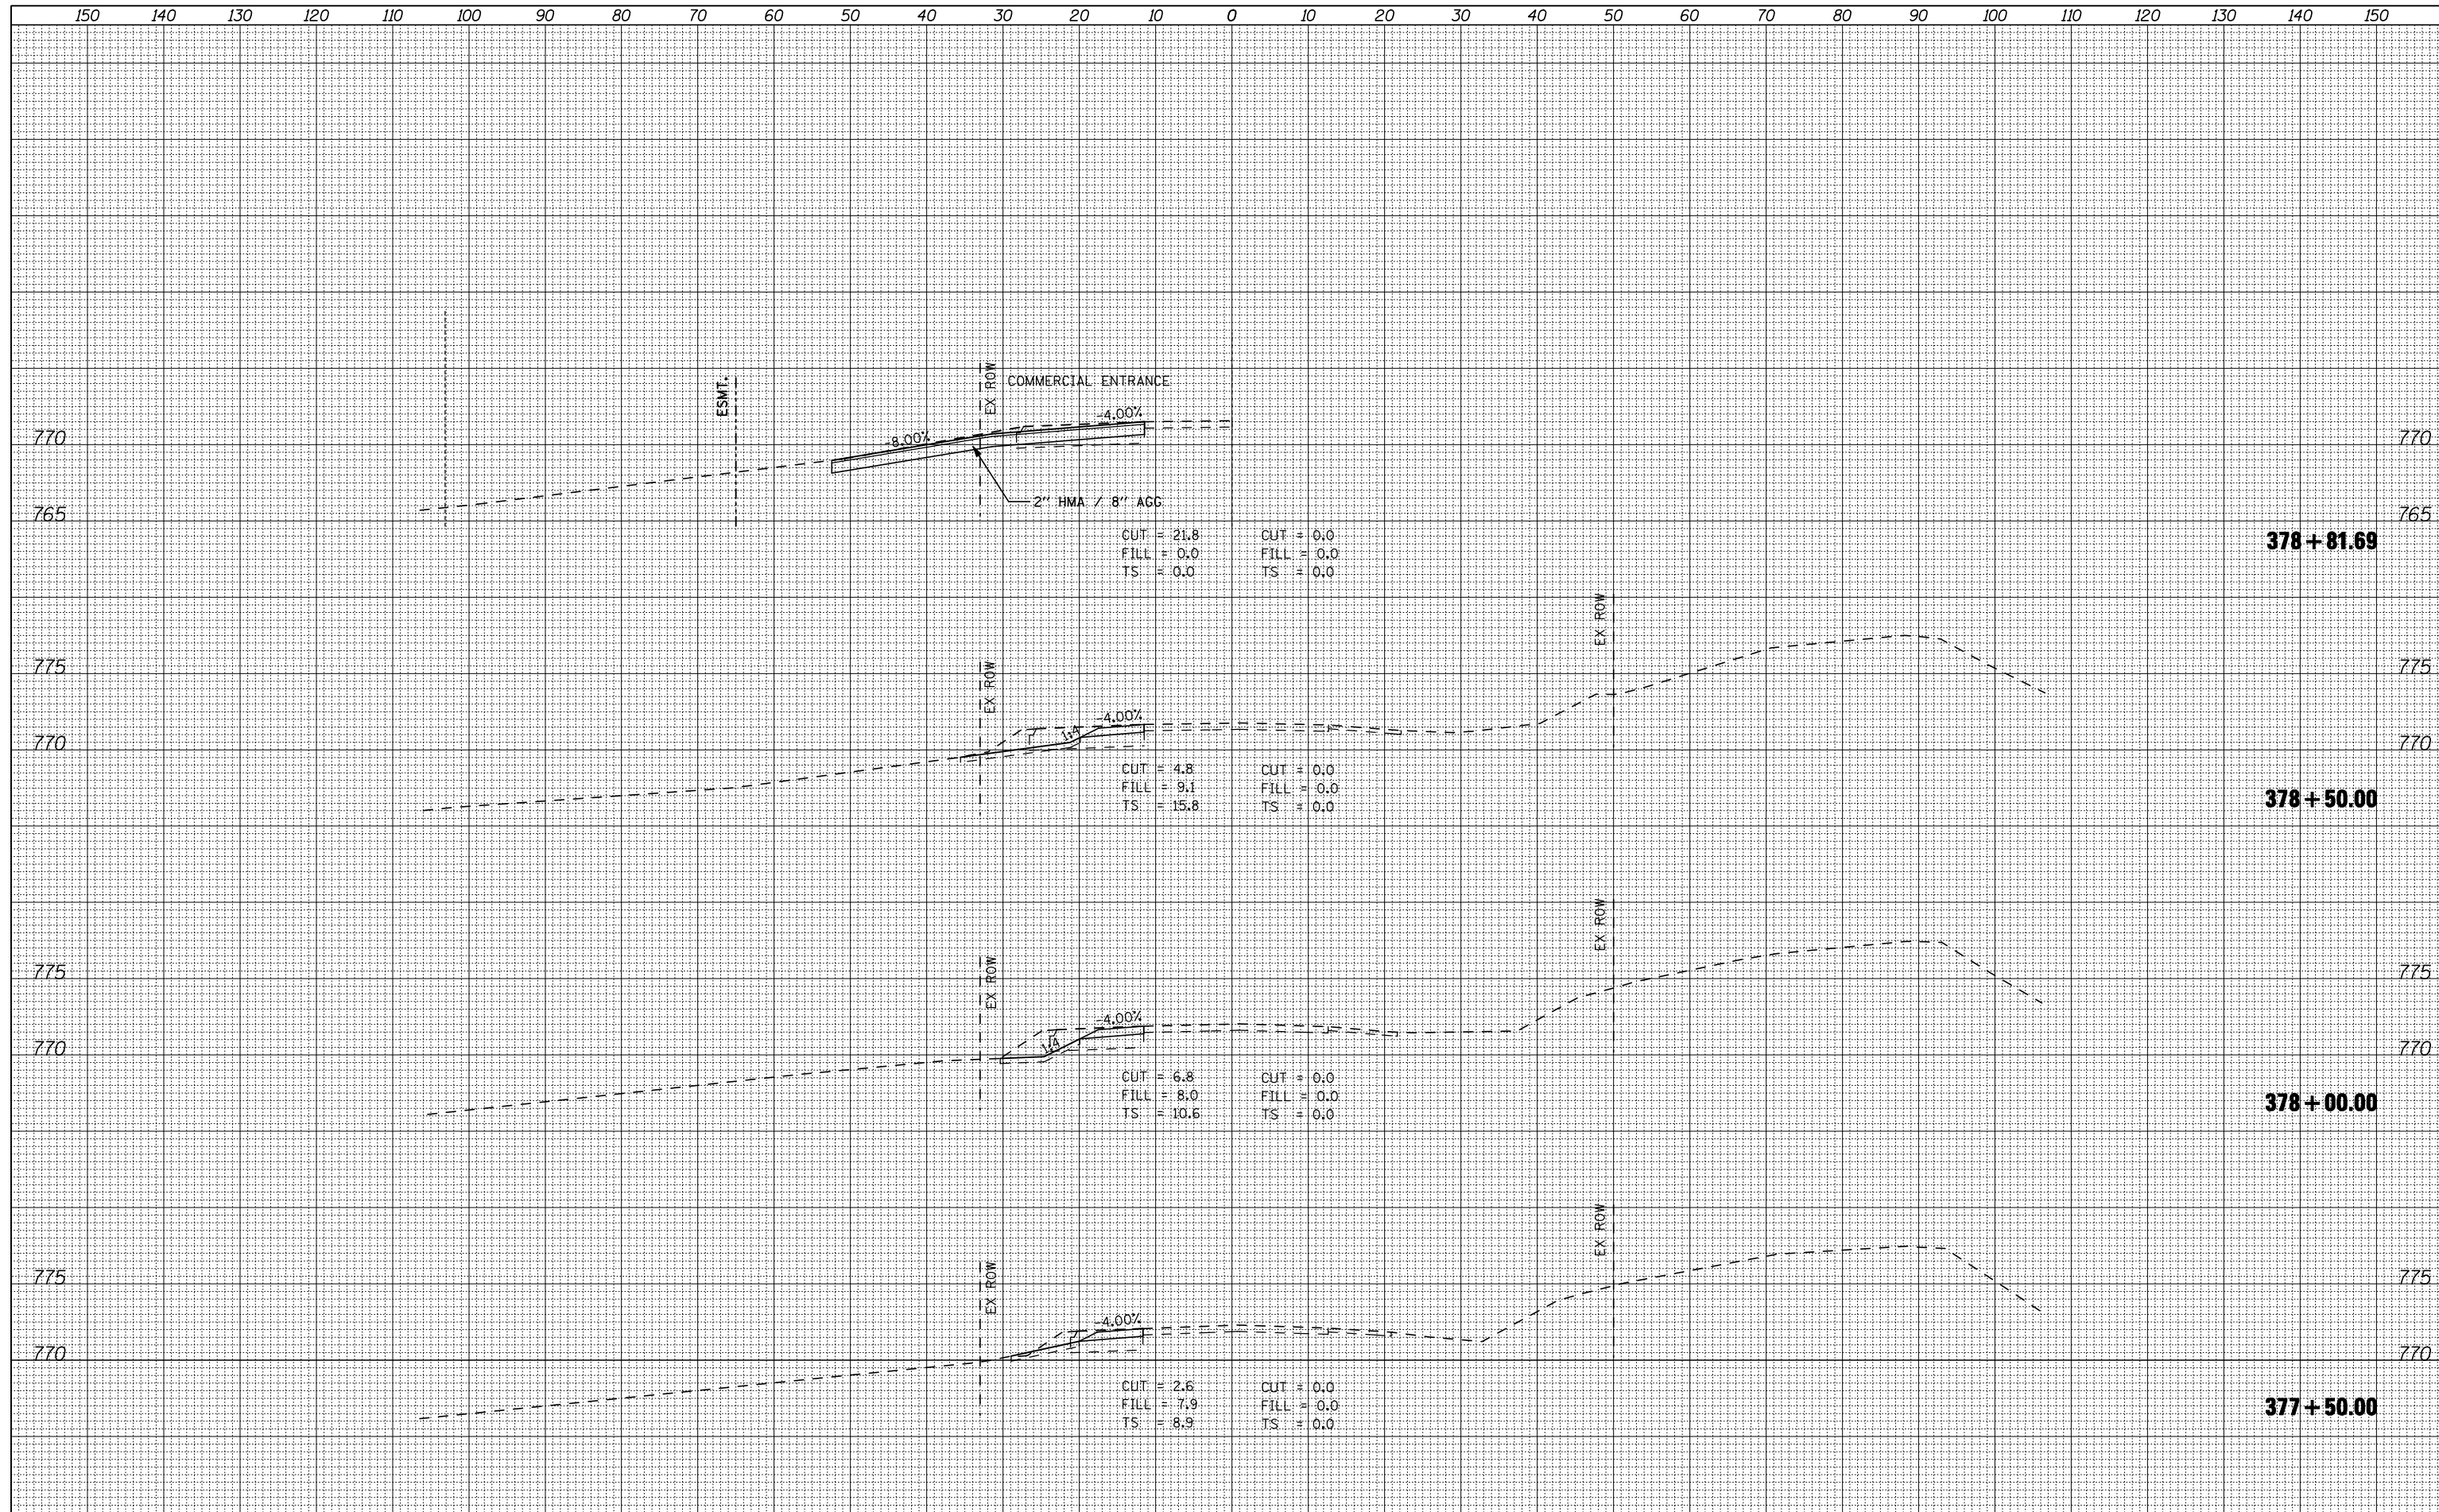 150 140 130 120 110 100 90 80 70 60 50 40 30 20 10 0 10 20 30 40 50 60 70 80 90 100 110 120 130 140 150
ESMT.
EX ROW
COMMERCIAL ENTRANCE
-4.00%
-8.00%
770 770
2" HMA / 8" AGG
765 765
CUT = 21.8 CUT = 0.0
FILL = 0.0 FILL = 0.0
TS = 0.0 TS = 0.0
378+81.69
EX ROW
EX ROW
775 775
-4.00%
1:4
770 770
CUT = 4.8 CUT = 0.0
FILL = 9.1 FILL = 0.0
TS = 15.8 TS = 0.0
378+50.00
EX ROW
EX ROW
775 775
-4.00%
1:4
770 770
CUT = 6.8 CUT = 0.0
FILL = 8.0 FILL = 0.0
TS = 10.6 TS = 0.0
378+00.00
EX ROW
EX ROW
775 775
-4.00%
770 770
CUT = 2.6 CUT = 0.0
FILL = 7.9 FILL = 0.0
TS = 8.9 TS = 0.0
377+50.00